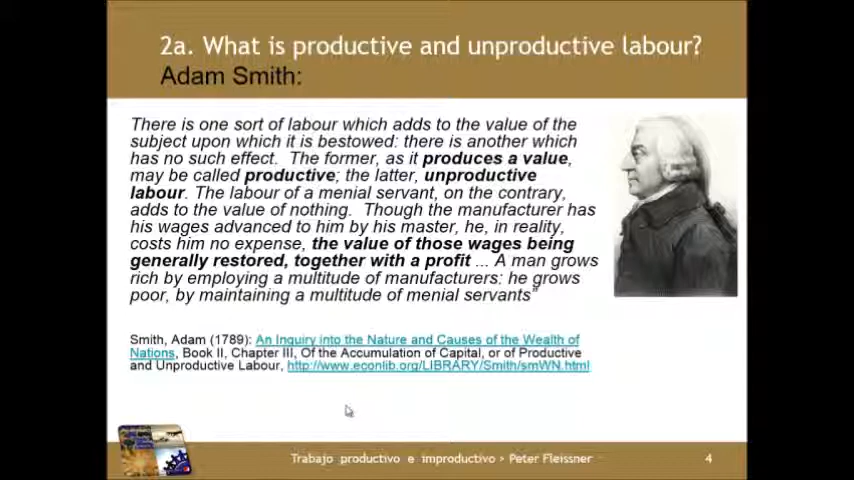 2a. What is productive and unproductive labour?
Adam Smith:
There is one sort of labour which adds to the value of the
subject upon which it is bestowed: there is another which
has no such effect. The former, as it produces a value,
may be called productive; the latter, unproductive
labour. The labour of a menial servant, on the contrary,
adds to the value of nothing. Though the manufacturer has
his wages advanced to him by his master, he, in reality,
costs him no expense, the value of those wages being
generally restored, together with a profit ... A man grows
rich by employing a multitude of manufacturers: he grows
poor, by maintaining a multitude of menial servants"
Smith, Adam (1789): An Inquiry into the Nature and Causes of the Wealth of
Nations, Book II, Chapter III, Of the Accumulation of Capital, or of Productive
and Unproductive Labour, http://www.econlib.org/LIBRARY/Smith/smWN.html
Trabajo productivo e improductivo > Peter Fleissner
4